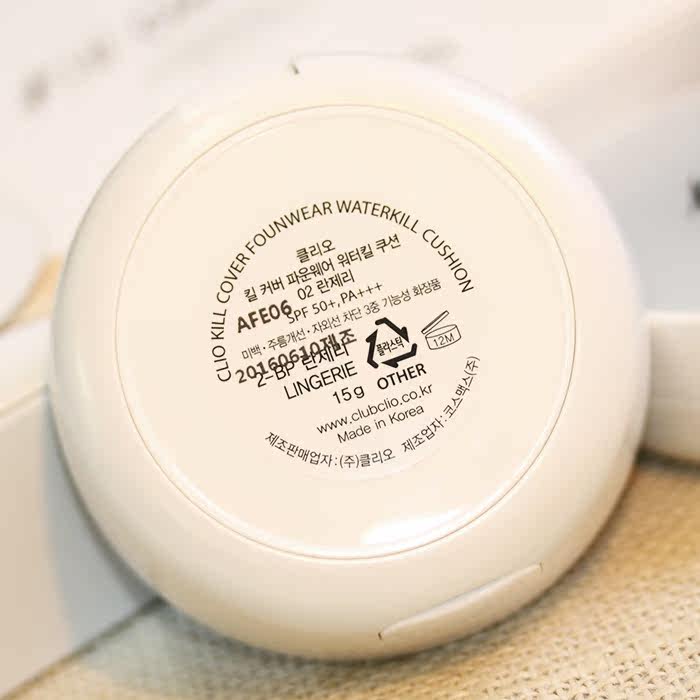 CLIO KILL COVER FOUNWEAR WATERKILL CUSHION
클리오
킬 커버 파운웨어 워터킬 쿠션
02 란제리
AFE06
SPF 50+, PA+++
미백·주름개선·자외선 차단 3중 기능성 화장품
20160610제조
2-BP 란제리
LINGERIE
플라스틱
OTHER
12M
15g
www.clubclio.co.kr
Made in Korea
제조판매업자:(주)클리오 제조업자:코스맥스(주)